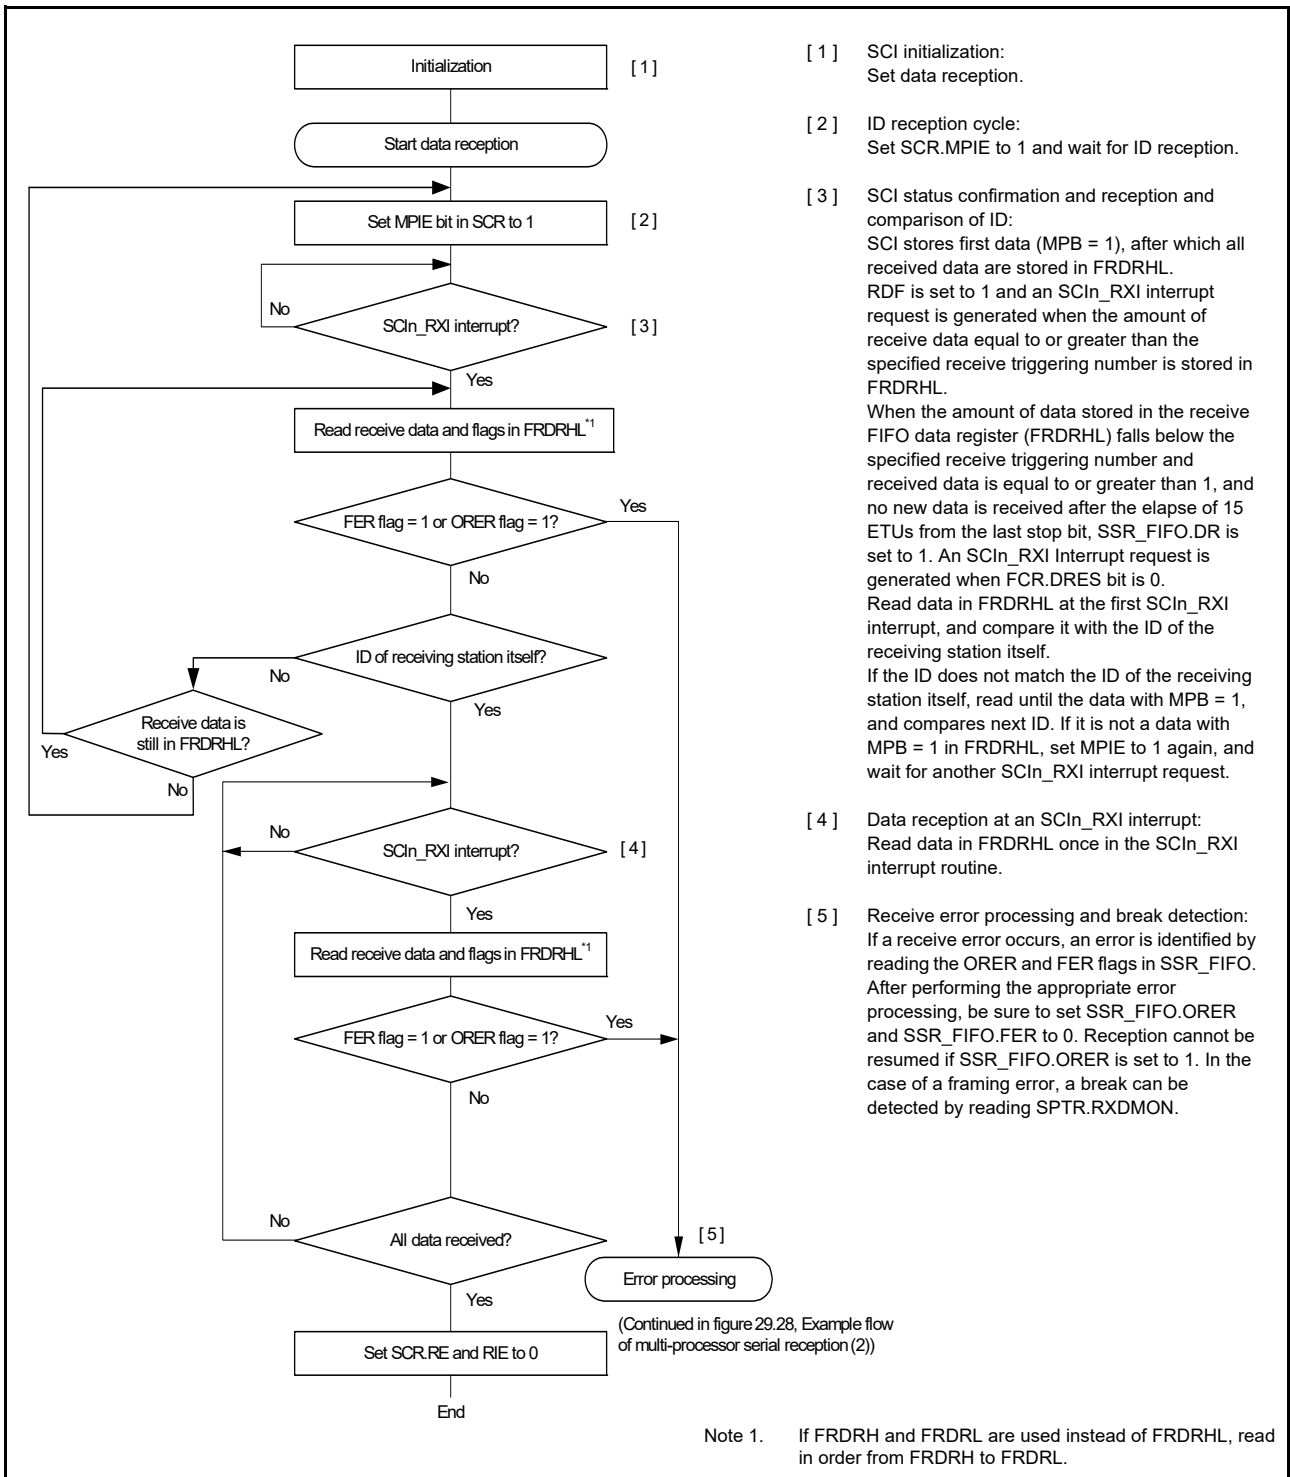 Initialization
[ 1 ]
Start data reception
Set MPIE bit in SCR to 1
[ 2 ]
No
SCIn_RXI interrupt?
[ 3 ]
Yes
Read receive data and flags in FRDRHL*1
Yes
FER flag = 1 or ORER flag = 1?
No
ID of receiving station itself?
No
Yes
Receive data is
still in FRDRHL?
Yes
No
No
SCIn_RXI interrupt?
[ 4 ]
Yes
Read receive data and flags in FRDRHL*1
Yes
FER flag = 1 or ORER flag = 1?
No
No
All data received?
[ 5 ]
Error processing
Yes
(Continued in figure 29.28, Example flow
of multi-processor serial reception (2))
Set SCR.RE and RIE to 0
End
[ 1 ] SCI initialization:
Set data reception.
[ 2 ] ID reception cycle:
Set SCR.MPIE to 1 and wait for ID reception.
[ 3 ] SCI status confirmation and reception and
comparison of ID:
SCI stores first data (MPB = 1), after which all
received data are stored in FRDRHL.
RDF is set to 1 and an SCIn_RXI interrupt
request is generated when the amount of
receive data equal to or greater than the
specified receive triggering number is stored in
FRDRHL.
When the amount of data stored in the receive
FIFO data register (FRDRHL) falls below the
specified receive triggering number and
received data is equal to or greater than 1, and
no new data is received after the elapse of 15
ETUs from the last stop bit, SSR_FIFO.DR is
set to 1. An SCIn_RXI Interrupt request is
generated when FCR.DRES bit is 0.
Read data in FRDRHL at the first SCIn_RXI
interrupt, and compare it with the ID of the
receiving station itself.
If the ID does not match the ID of the receiving
station itself, read until the data with MPB = 1,
and compares next ID. If it is not a data with
MPB = 1 in FRDRHL, set MPIE to 1 again, and
wait for another SCIn_RXI interrupt request.
[ 4 ] Data reception at an SCIn_RXI interrupt:
Read data in FRDRHL once in the SCIn_RXI
interrupt routine.
[ 5 ] Receive error processing and break detection:
If a receive error occurs, an error is identified by
reading the ORER and FER flags in SSR_FIFO.
After performing the appropriate error
processing, be sure to set SSR_FIFO.ORER
and SSR_FIFO.FER to 0. Reception cannot be
resumed if SSR_FIFO.ORER is set to 1. In the
case of a framing error, a break can be
detected by reading SPTR.RXDMON.
Note 1. If FRDRH and FRDRL are used instead of FRDRHL, read
in order from FRDRH to FRDRL.